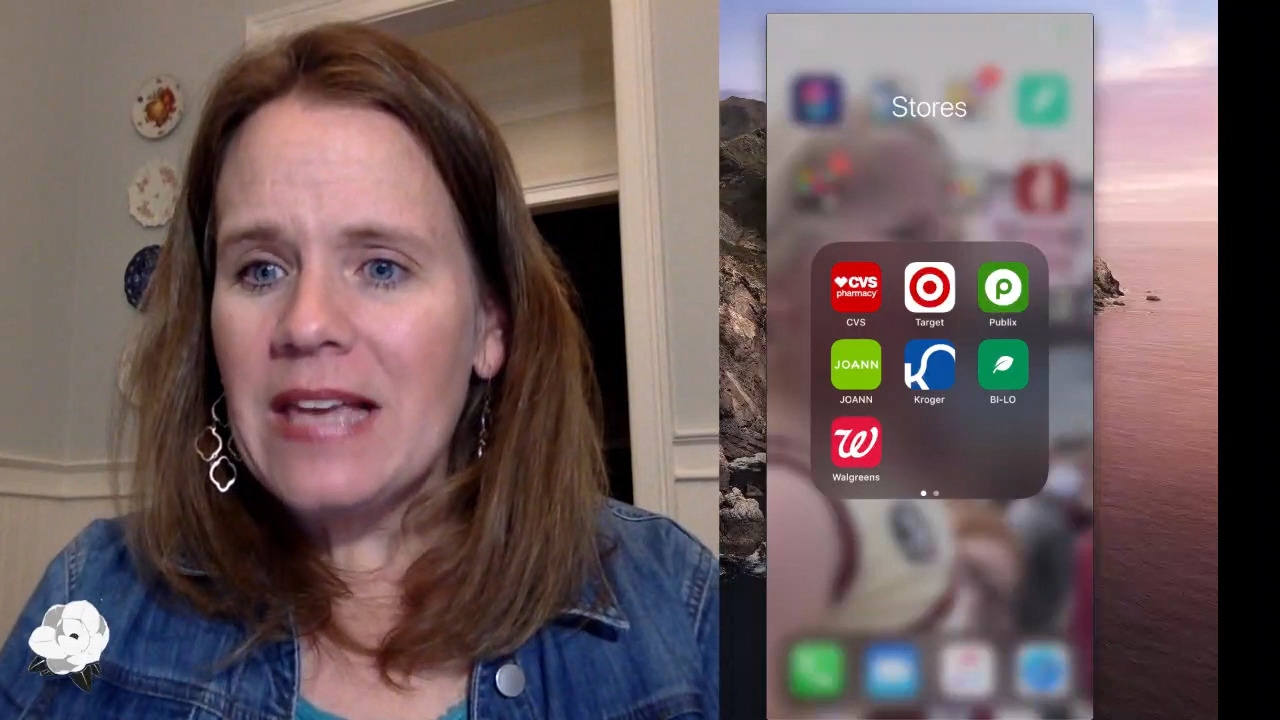 Stores
CVS
pharmacy
CVS
Target
Publix
JOANN
JOANN
Kroger
BI-LO
Walgreens